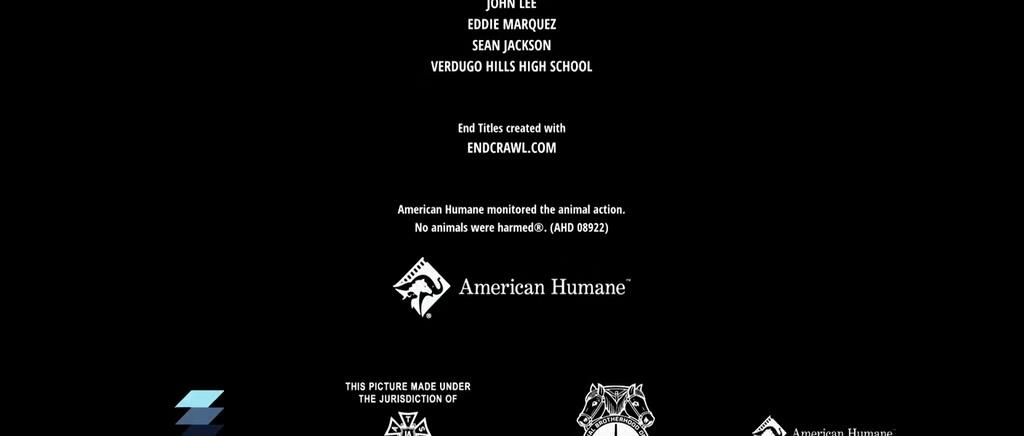 JOHN LEE
EDDIE MARQUEZ
SEAN JACKSON
VERDUGO HILLS HIGH SCHOOL
End Titles created with
ENDCRAWL.COM
American Humane monitored the animal action.
No animals were harmed®. (AHD 08922)
American Humane™
®
THIS PICTURE MADE UNDER
THE JURISDICTION OF
I A T S
AL BROTHERHOOD O
American Humane